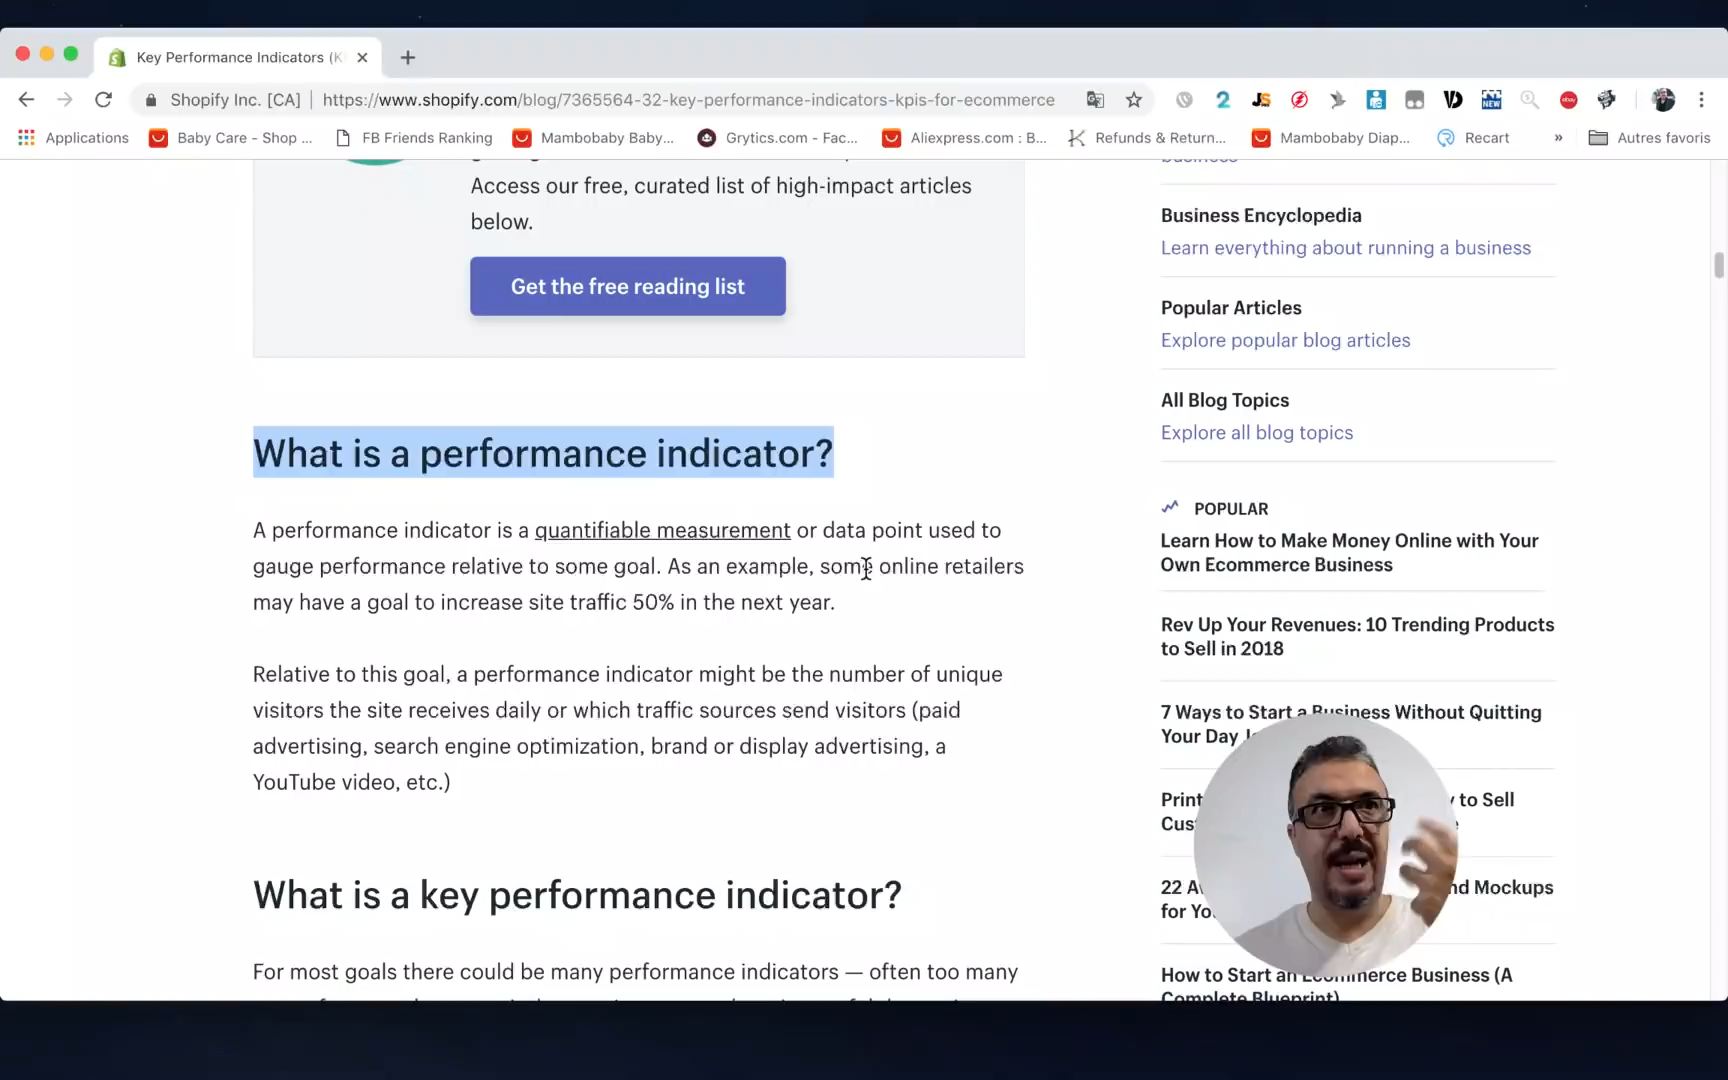 Key Performance Indicators (K
Shopify Inc. [CA] | https://www.shopify.com/blog/7365564-32-key-performance-indicators-kpis-for-ecommerce
Applications
Baby Care - Shop ...
FB Friends Ranking
Mambobaby Baby...
Grytics.com - Fac...
Aliexpress.com : B...
Refunds & Return...
Mambobaby Diap...
Recart
»
Autres favoris
Access our free, curated list of high-impact articles
below.
Get the free reading list
What is a performance indicator?
A performance indicator is a quantifiable measurement or data point used to
gauge performance relative to some goal. As an example, some online retailers
may have a goal to increase site traffic 50% in the next year.
Relative to this goal, a performance indicator might be the number of unique
visitors the site receives daily or which traffic sources send visitors (paid
advertising, search engine optimization, brand or display advertising, a
YouTube video, etc.)
What is a key performance indicator?
For most goals there could be many performance indicators — often too many
business
Business Encyclopedia
Learn everything about running a business
Popular Articles
Explore popular blog articles
All Blog Topics
Explore all blog topics
POPULAR
Learn How to Make Money Online with Your
Own Ecommerce Business
Rev Up Your Revenues: 10 Trending Products
to Sell in 2018
7 Ways to Start a Business Without Quitting
Your Day
Print y to Sell
Cus
22 A nd Mockups
for Yo
How to Start an Ecommerce Business (A
Complete Blueprint)